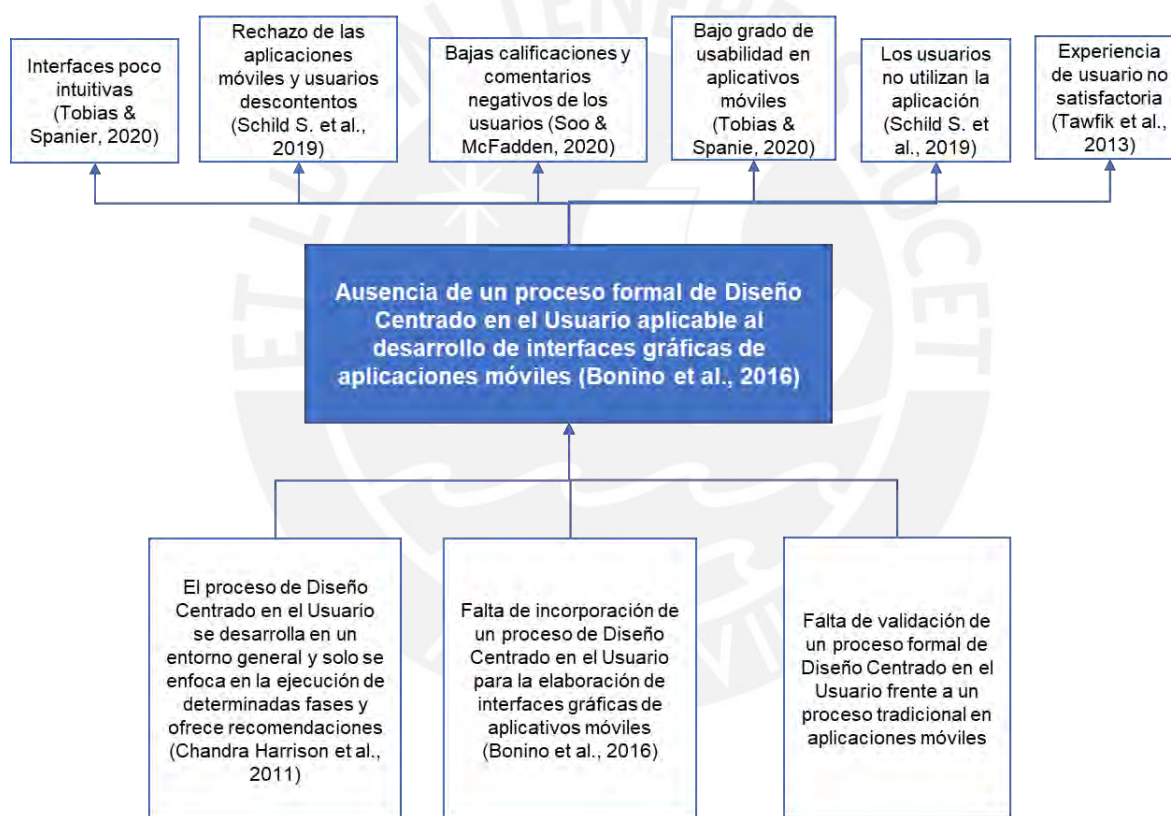 Interfaces poco
intuitivas
(Tobias &
Spanier, 2020)
Rechazo de las
aplicaciones
móviles y usuarios
descontentos
(Schild S. et al.,
2019)
Bajas calificaciones y
comentarios
negativos de los
usuarios (Soo &
McFadden, 2020)
Bajo grado de
usabilidad en
aplicativos
móviles
(Tobias &
Spanie, 2020)
Los usuarios
no utilizan la
aplicación
(Schild S. et
al., 2019)
Experiencia
de usuario no
satisfactoria
(Tawfik et al.,
2013)
Ausencia de un proceso formal de Diseño
Centrado en el Usuario aplicable al
desarrollo de interfaces gráficas de
aplicaciones móviles (Bonino et al., 2016)
El proceso de Diseño
Centrado en el Usuario
se desarrolla en un
entorno general y solo se
enfoca en la ejecución de
determinadas fases y
ofrece recomendaciones
(Chandra Harrison et al.,
2011)
Falta de incorporación de
un proceso de Diseño
Centrado en el Usuario
para la elaboración de
interfaces gráficas de
aplicativos móviles
(Bonino et al., 2016)
Falta de validación de
un proceso formal de
Diseño Centrado en el
Usuario frente a un
proceso tradicional en
aplicaciones móviles